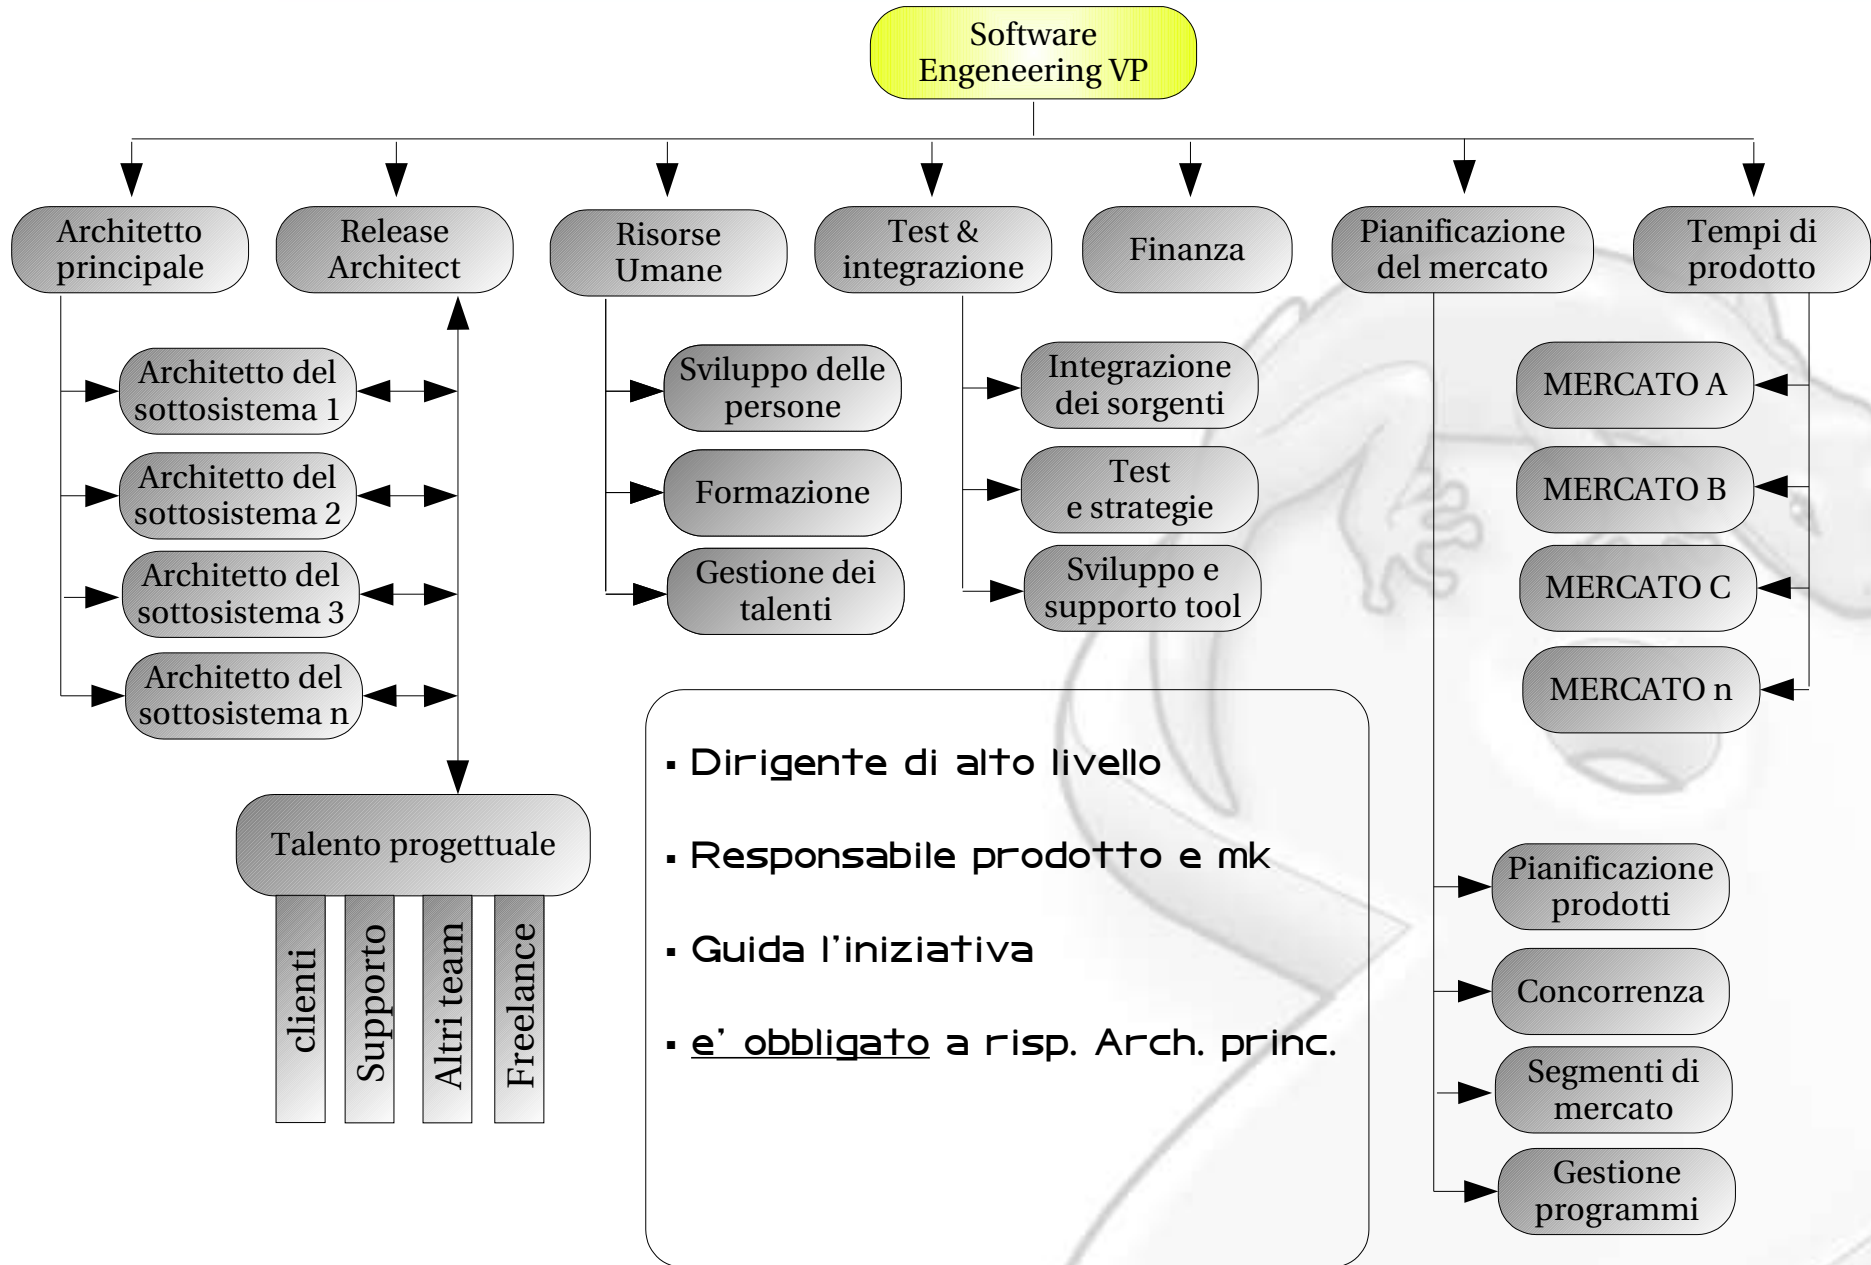 Software
Engeneering VP
Architetto
principale
Release
Architect
Risorse
Umane
Test &
integrazione
Finanza
Pianificazione
del mercato
Tempi di
prodotto
Architetto del
sottosistema 1
Architetto del
sottosistema 2
Architetto del
sottosistema 3
Architetto del
sottosistema n
Talento progettuale
clienti
Supporto
Altri team
Freelance
Sviluppo delle
persone
Formazione
Gestione dei
talenti
Integrazione
dei sorgenti
Test
e strategie
Sviluppo e
supporto tool
▪ Dirigente di alto livello
▪ Responsabile prodotto e mk
▪ Guida l'iniziativa
▪ e' obbligato a risp. Arch. princ.
Pianificazione
prodotti
Concorrenza
Segmenti di
mercato
Gestione
programmi
MERCATO A
MERCATO B
MERCATO C
MERCATO n